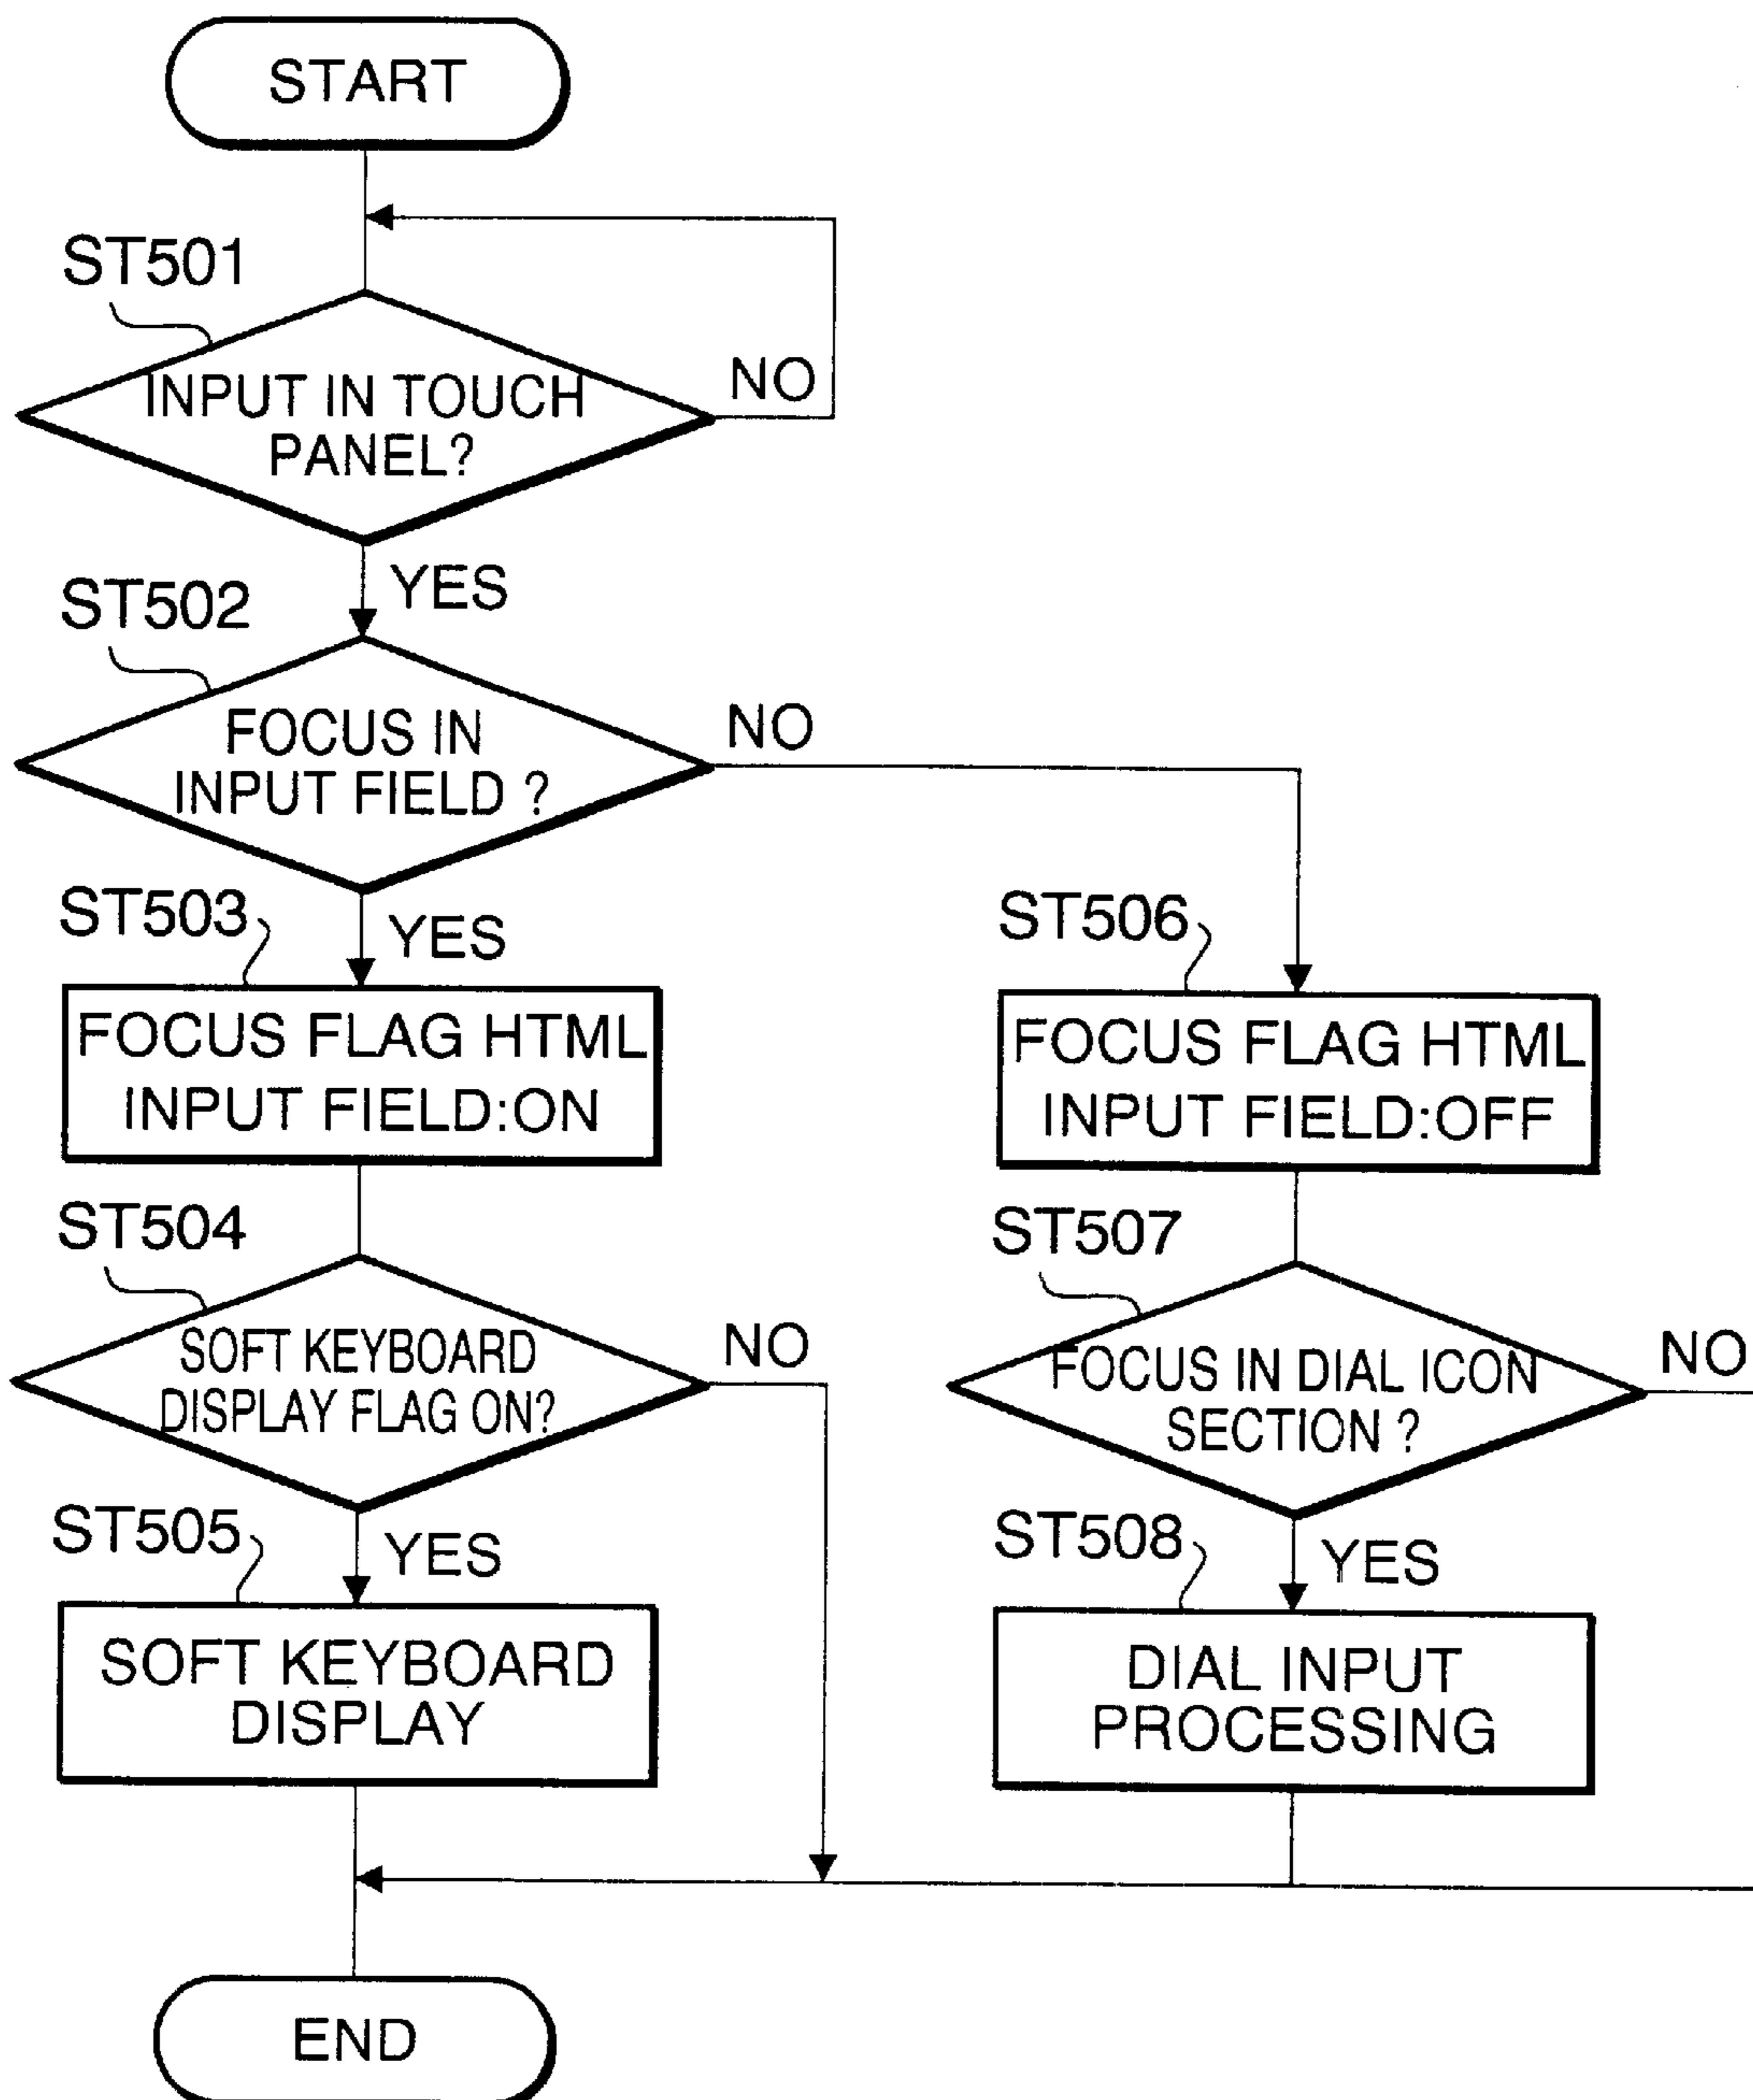 START
ST501
INPUT IN TOUCH
PANEL?
NO
YES
ST502
FOCUS IN
INPUT FIELD ?
NO
YES
ST503
FOCUS FLAG HTML
INPUT FIELD:ON
ST506
FOCUS FLAG HTML
INPUT FIELD:OFF
ST504
SOFT KEYBOARD
DISPLAY FLAG ON?
NO
YES
ST507
FOCUS IN DIAL ICON
SECTION ?
NO
YES
ST505
SOFT KEYBOARD
DISPLAY
ST508
DIAL INPUT
PROCESSING
END